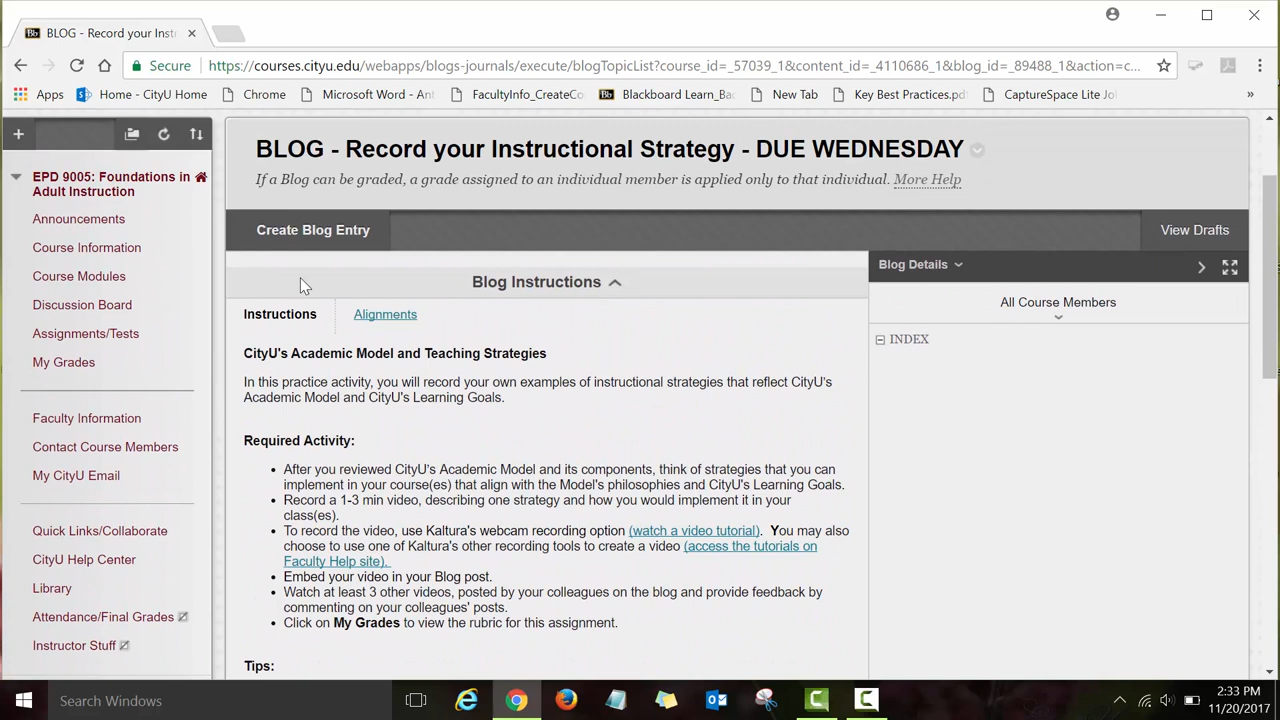 BLOG - Record your Inst
Secure
https://courses.cityu.edu/webapps/blogs-journals/execute/blogTopicList?course_id=_57039_1&content_id=_4110686_1&blog_id=_89488_1&action=c...
Apps
Home - CityU Home
Chrome
Microsoft Word - Ant
FacultyInfo_CreateCo
Blackboard Learn_Ba
New Tab
Key Best Practices.pd
CaptureSpace Lite Jo
»
EPD 9005: Foundations in
Adult Instruction
Announcements
Course Information
Course Modules
Discussion Board
Assignments/Tests
My Grades
Faculty Information
Contact Course Members
My CityU Email
Quick Links/Collaborate
CityU Help Center
Library
Attendance/Final Grades
Instructor Stuff
BLOG - Record your Instructional Strategy - DUE WEDNESDAY
If a Blog can be graded, a grade assigned to an individual member is applied only to that individual. More Help
Create Blog Entry
View Drafts
Blog Instructions
Instructions
Alignments
CityU's Academic Model and Teaching Strategies
In this practice activity, you will record your own examples of instructional strategies that reflect CityU's
Academic Model and CityU's Learning Goals.
Required Activity:
• After you reviewed CityU's Academic Model and its components, think of strategies that you can
implement in your course(es) that align with the Model's philosophies and CityU's Learning Goals.
• Record a 1-3 min video, describing one strategy and how you would implement it in your
class(es).
• To record the video, use Kaltura's webcam recording option (watch a video tutorial). You may also
choose to use one of Kaltura's other recording tools to create a video (access the tutorials on
Faculty Help site).
• Embed your video in your Blog post.
• Watch at least 3 other videos, posted by your colleagues on the blog and provide feedback by
commenting on your colleagues' posts.
• Click on My Grades to view the rubric for this assignment.
Tips:
Blog Details
All Course Members
INDEX
Search Windows
2:33 PM
11/20/2017